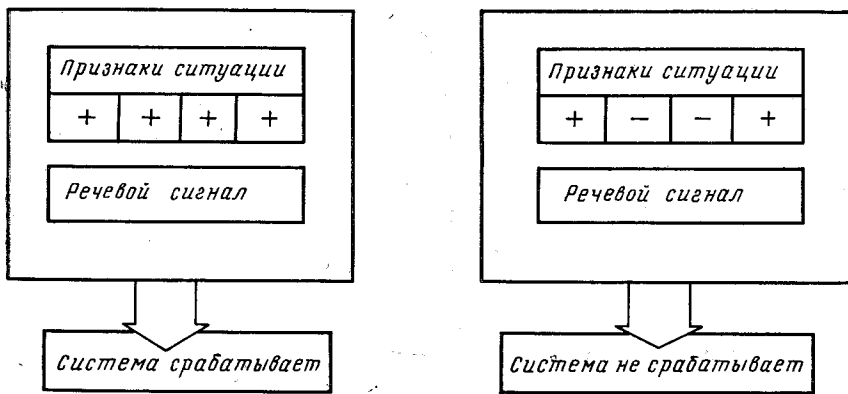 Признаки ситуации
+ + + +
Речевой сигнал
Система срабатывает
Признаки ситуации
+ − − +
Речевой сигнал
Система не срабатывает